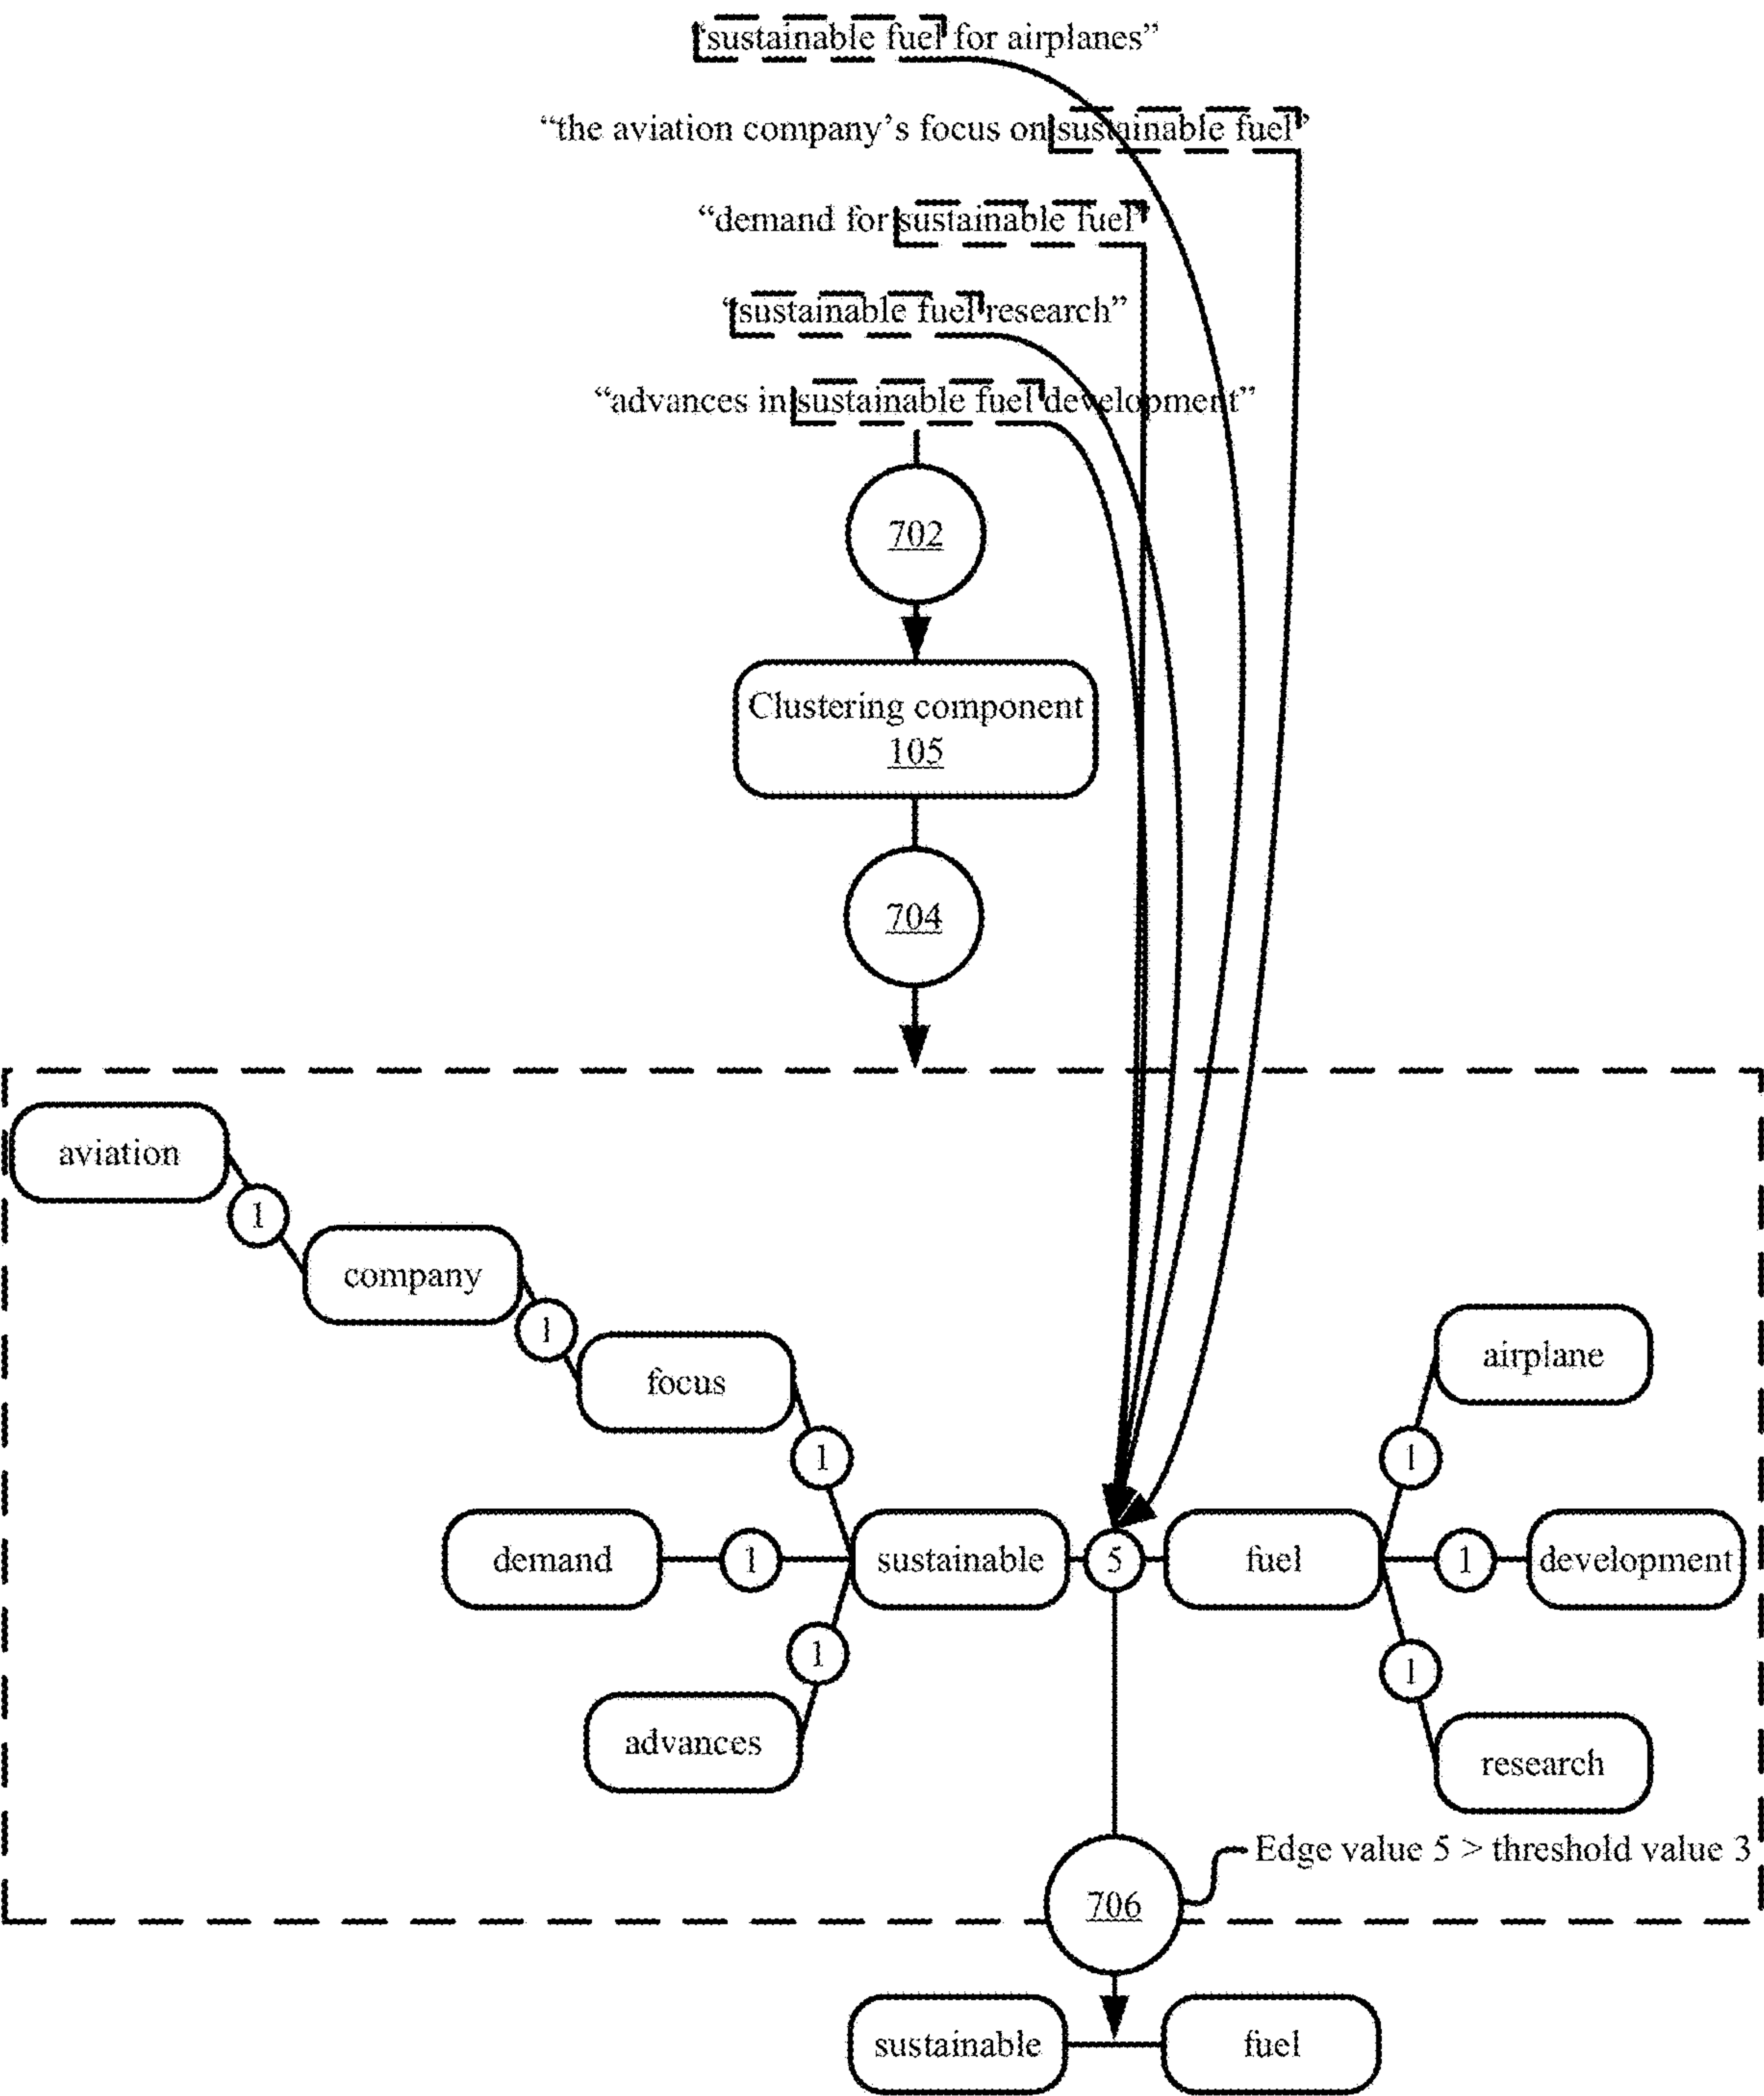 “sustainable fuel for airplanes”
“the aviation company’s focus on sustainable fuel”
“demand for sustainable fuel”
“sustainable fuel research”
“advances in sustainable fuel development”
702
Clustering component
105
704
aviation
1
company
1
focus
airplane
1
1
demand
1
sustainable
5
fuel
1
development
1
1
advances
research
Edge value 5 > threshold value 3
706
sustainable
fuel